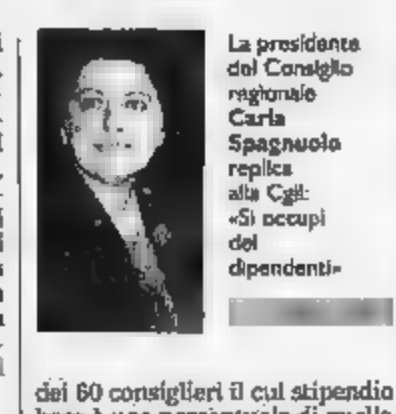 La presidente
del Consiglio
regionale
Carla
Spagnuolo
replica
alla Cgil:
«Si occupi
dei
dipendenti»
dei 60 consiglieri il cui stipendio